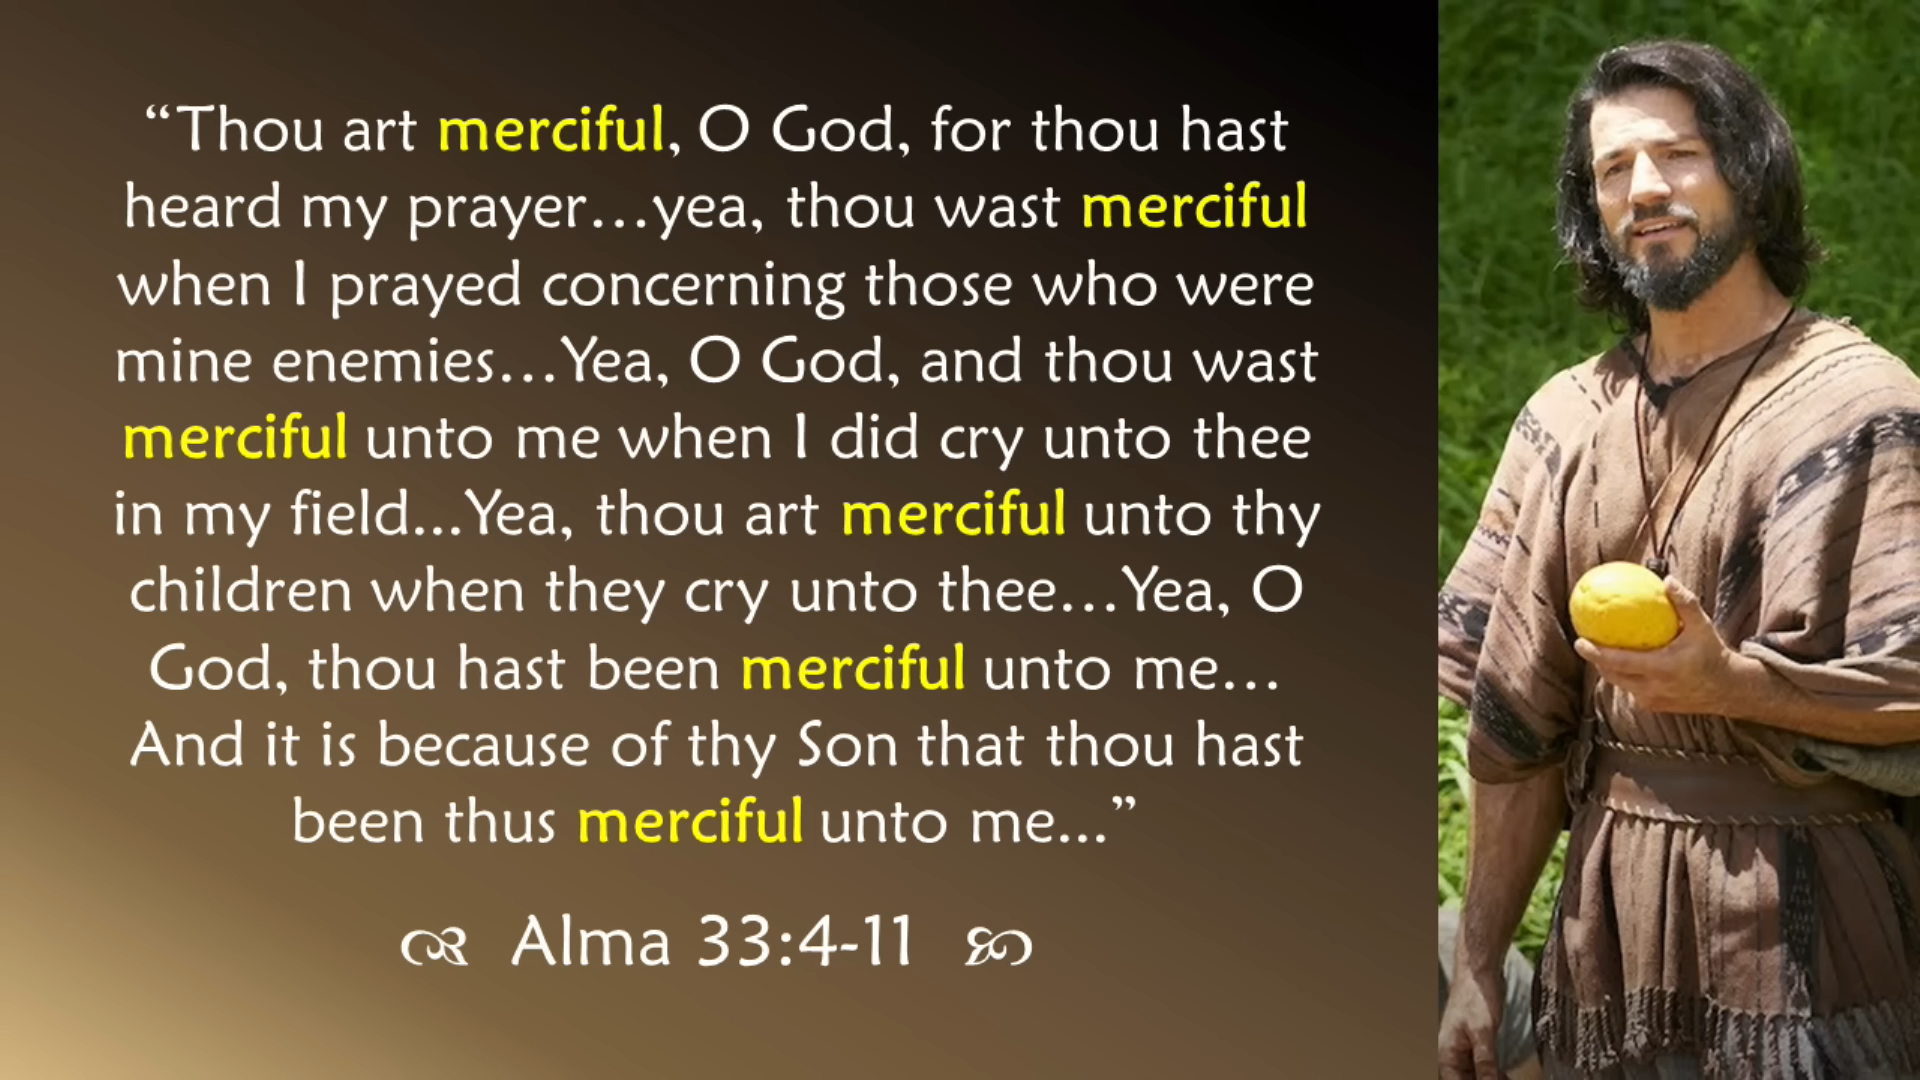 “Thou art merciful, O God, for thou hast
heard my prayer…yea, thou wast merciful
when I prayed concerning those who were
mine enemies…Yea, O God, and thou wast
merciful unto me when I did cry unto thee
in my field...Yea, thou art merciful unto thy
children when they cry unto thee…Yea, O
God, thou hast been merciful unto me…
And it is because of thy Son that thou hast
been thus merciful unto me...”
Alma 33:4-11